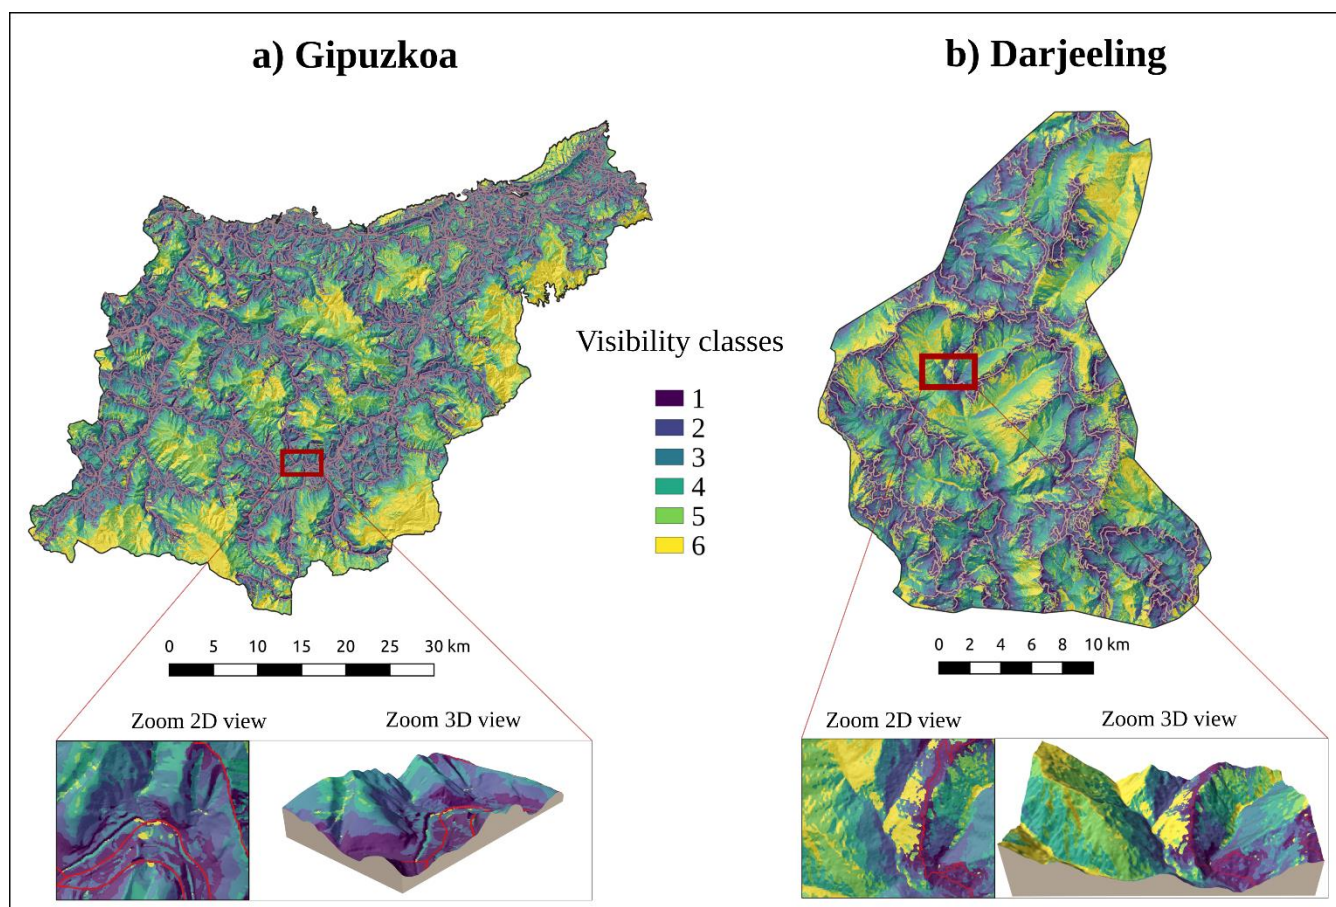 a) Gipuzkoa
b) Darjeeling
Visibility classes
1
2
3
4
5
6
0 5 10 15 20 25 30 km
0 2 4 6 8 10 km
Zoom 2D view
Zoom 3D view
Zoom 2D view
Zoom 3D view